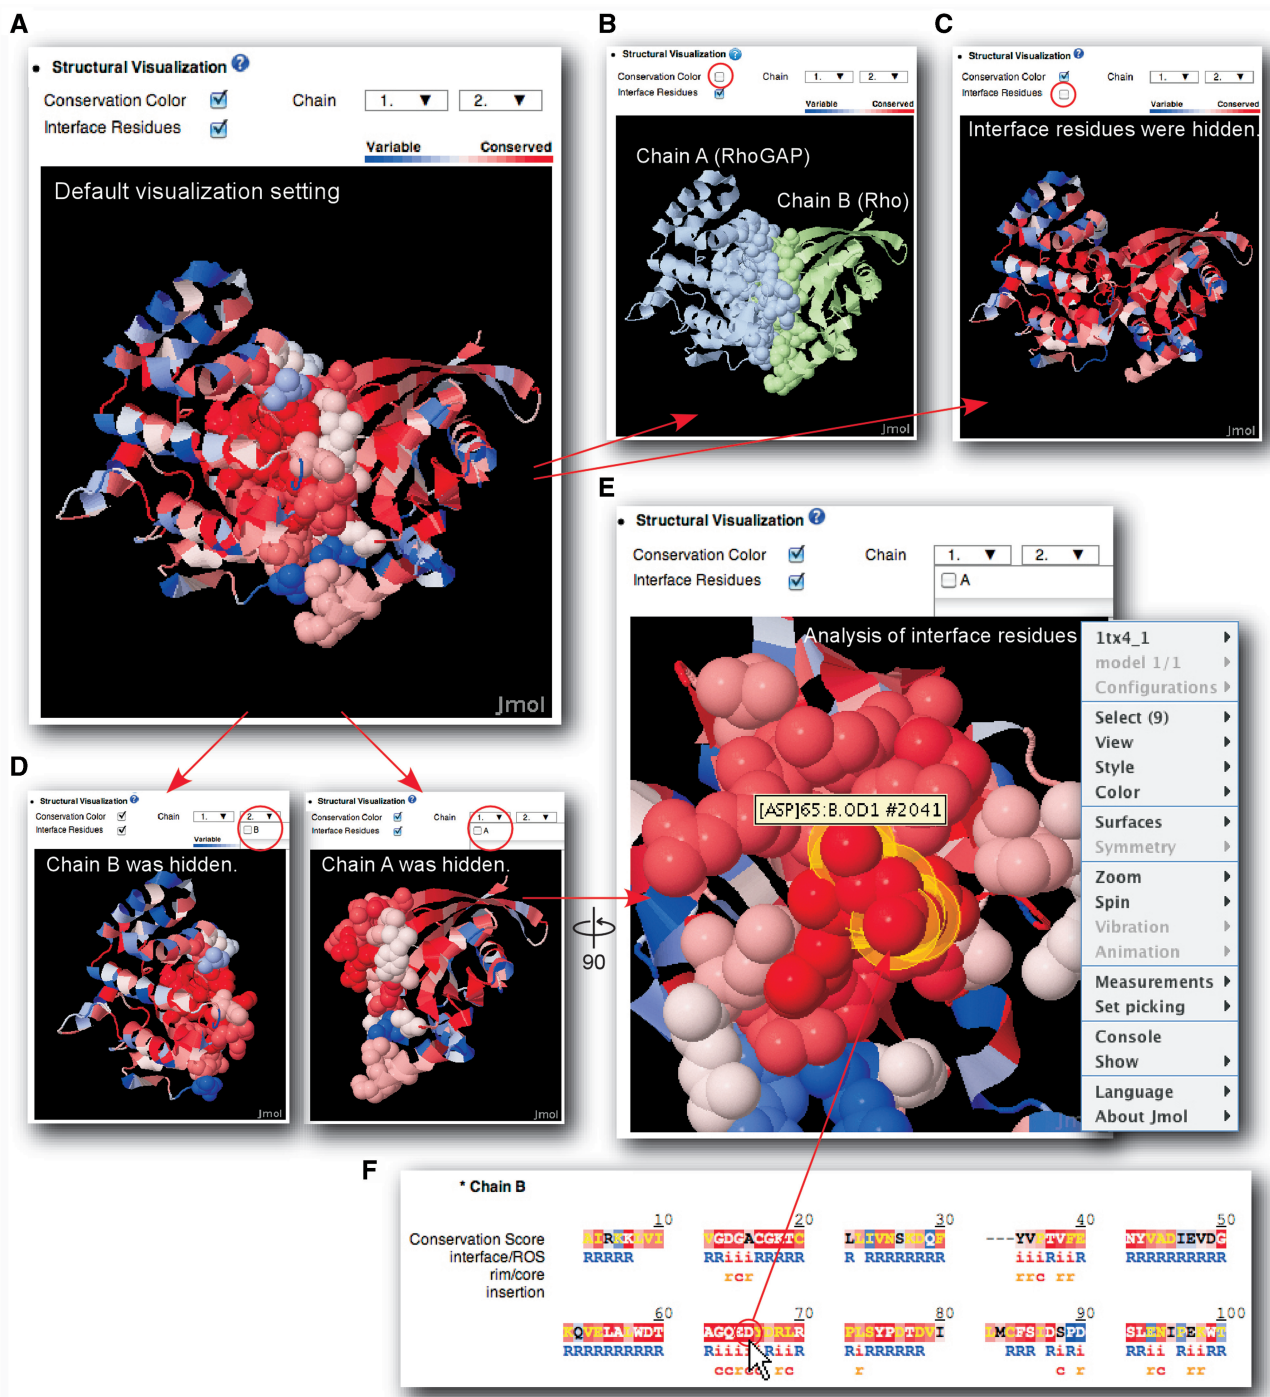 A
Structural Visualization ?
Conservation Color
Chain
1. ▼
2. ▼
Interface Residues
Variable
Conserved
Default visualization setting
Jmol
B
Structural Visualization ?
Conservation Color
Chain
1. ▼
2. ▼
Interface Residues
Variable
Conserved
Chain A (RhoGAP)
Chain B (Rho)
Jmol
C
Structural Visualization ?
Conservation Color
Chain
1. ▼
2. ▼
Interface Residues
Variable
Conserved
Interface residues were hidden.
Jmol
D
Structural Visualization ?
Conservation Color
Chain
1. ▼
2. ▼
Interface Residues
B
Variable
Chain B was hidden.
Jmol
Structural Visualization ?
Conservation Color
Chain
1. ▼
2. ▼
Interface Residues
A
Chain A was hidden.
Jmol
90
E
Structural Visualization ?
Conservation Color
Chain
1. ▼
2. ▼
Interface Residues
A
Analysis of interface residues
[ASP]65:B.OD1 #2041
1tx4_1
model 1/1
Configurations
Select (9)
View
Style
Color
Surfaces
Symmetry
Zoom
Spin
Vibration
Animation
Measurements
Set picking
Console
Show
Language
About Jmol
F
* Chain B
10 20 30 40 50
Conservation Score
interface/ROS
rim/core
insertion
60 70 80 90 100